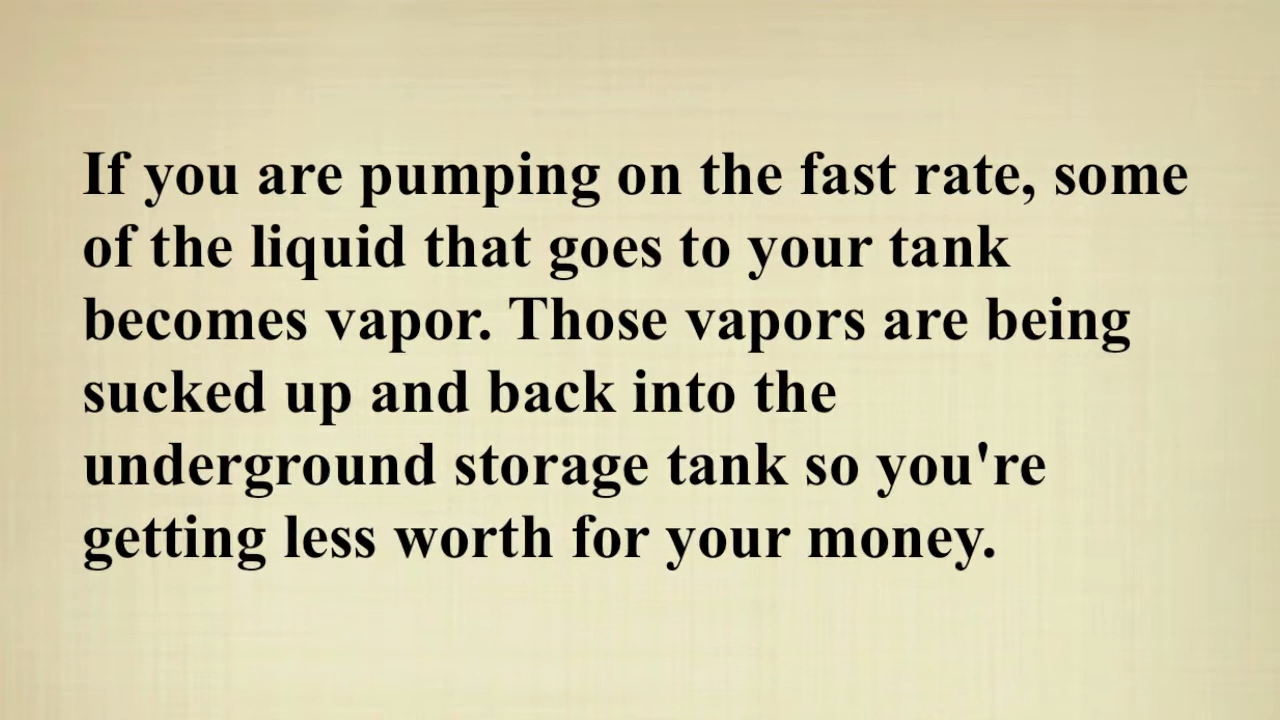 If you are pumping on the fast rate, some
of the liquid that goes to your tank
becomes vapor. Those vapors are being
sucked up and back into the
underground storage tank so you're
getting less worth for your money.